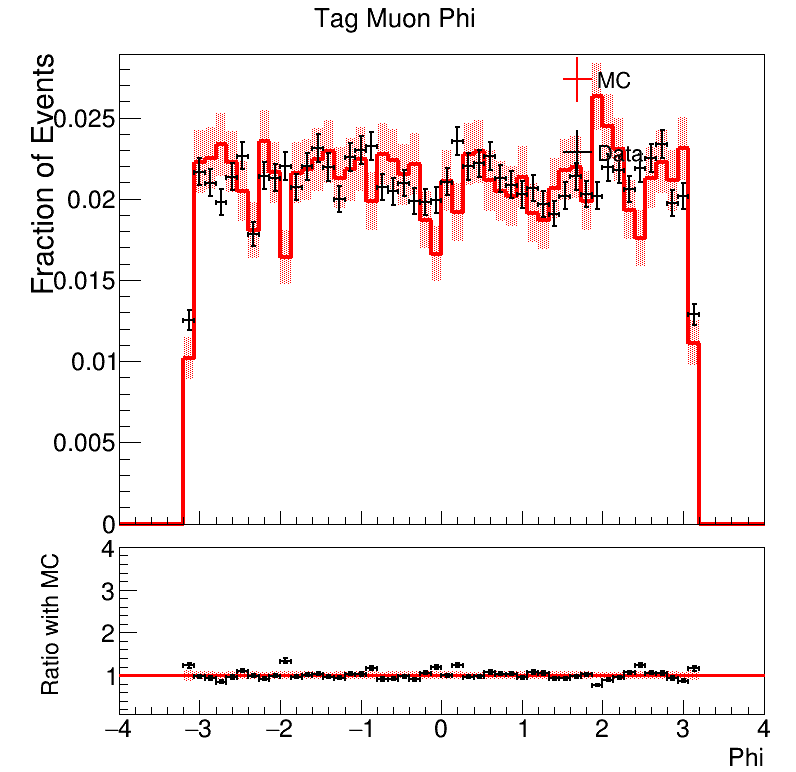 Tag Muon Phi
Fraction of Events
0.025
0.02
0.015
0.01
0.005
0
MC
Data
Ratio with MC
4
3
2
1
−4 −3 −2 −1 0 1 2 3 4
Phi